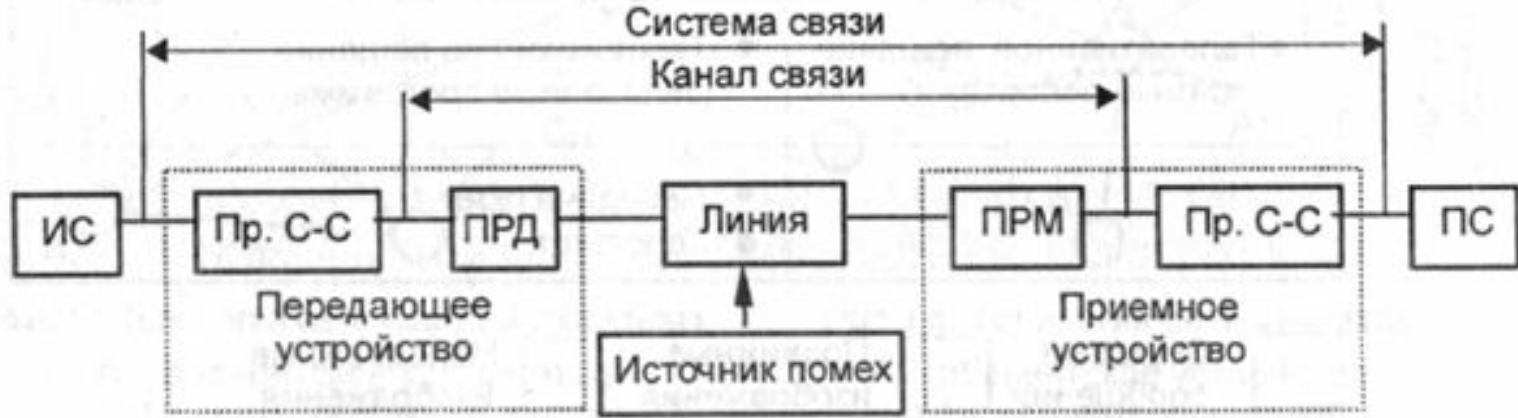 Система связи
Канал связи
ИС
Пр. С-С
ПРД
Линия
ПРМ
Пр. С-С
ПС
Передающее
устройство
Источник помех
Приемное
устройство